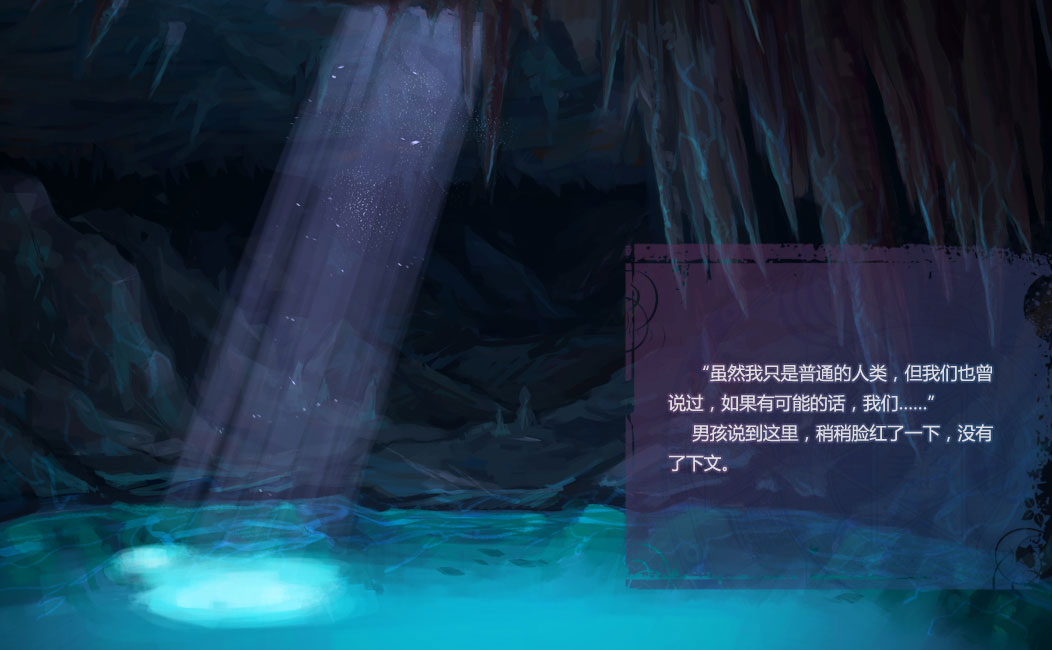 “虽然我只是普通的人类，但我们也曾
说过，如果有可能的话，我们……”
男孩说到这里，稍稍脸红了一下，没有
了下文。